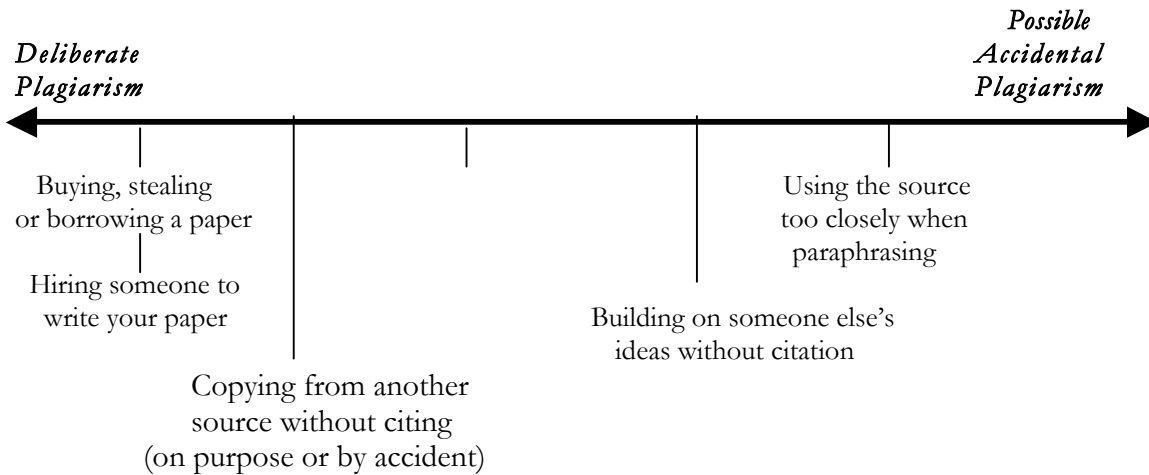 Deliberate
Plagiarism
Possible
Accidental
Plagiarism
Buying, stealing
or borrowing a paper
Hiring someone to
write your paper
Copying from another
source without citing
(on purpose or by accident)
Building on someone else’s
ideas without citation
Using the source
too closely when
paraphrasing